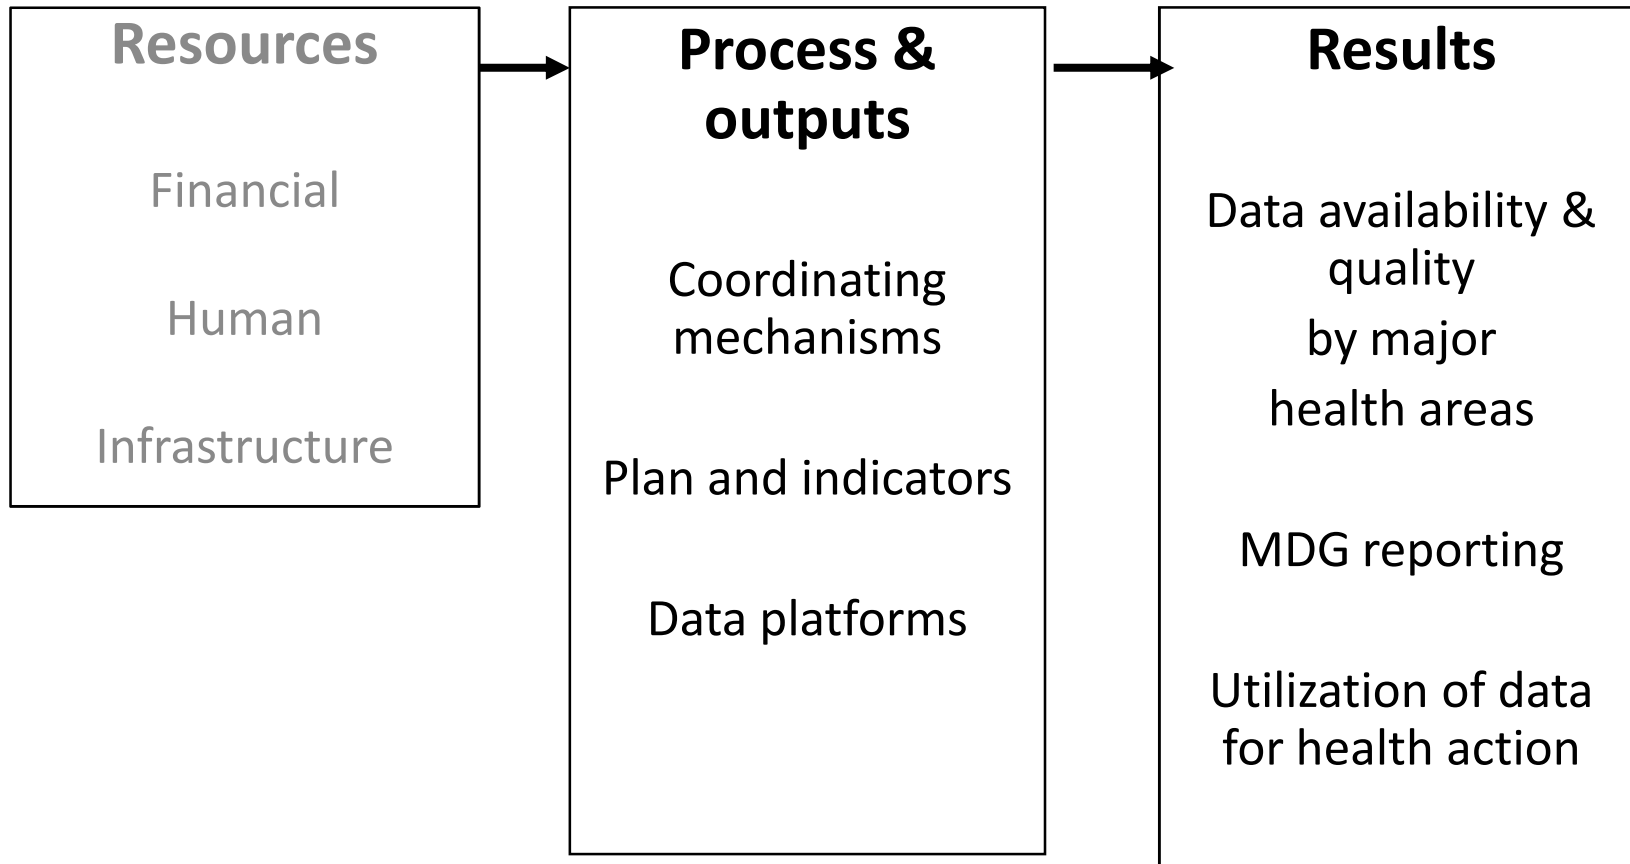 Resources
Financial
Human
Infrastructure
Process &
outputs
Coordinating
mechanisms
Plan and indicators
Data platforms
Results
Data availability &
quality
by major
health areas
MDG reporting
Utilization of data
for health action